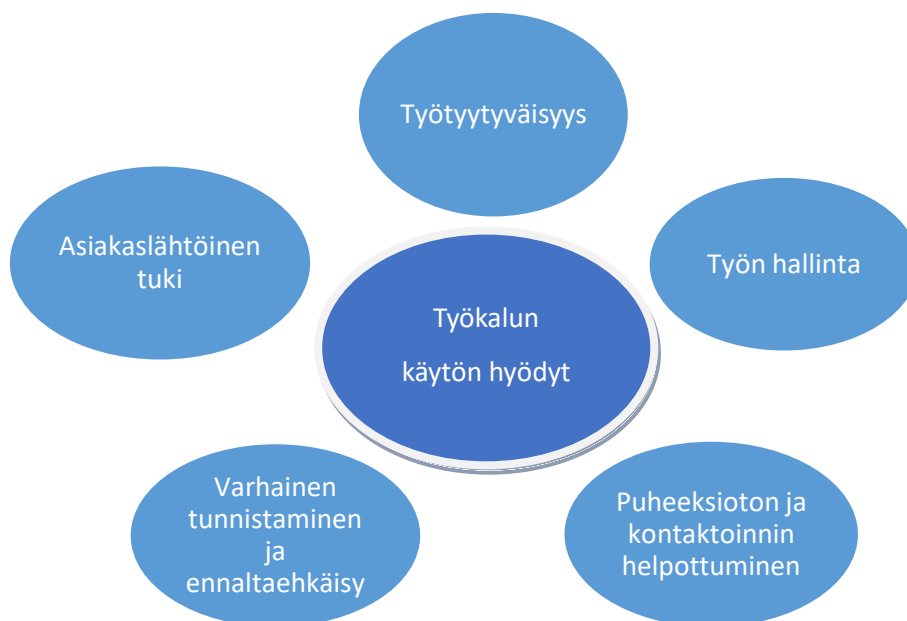 Työtyytyväisyys
Asiakaslähtöinen
tuki
Työn hallinta
Työkalun
käytön hyödyt
Varhainen
tunnistaminen
ja
ennaltaehkäisy
Puheeksioton ja
kontaktoinnin
helpottuminen